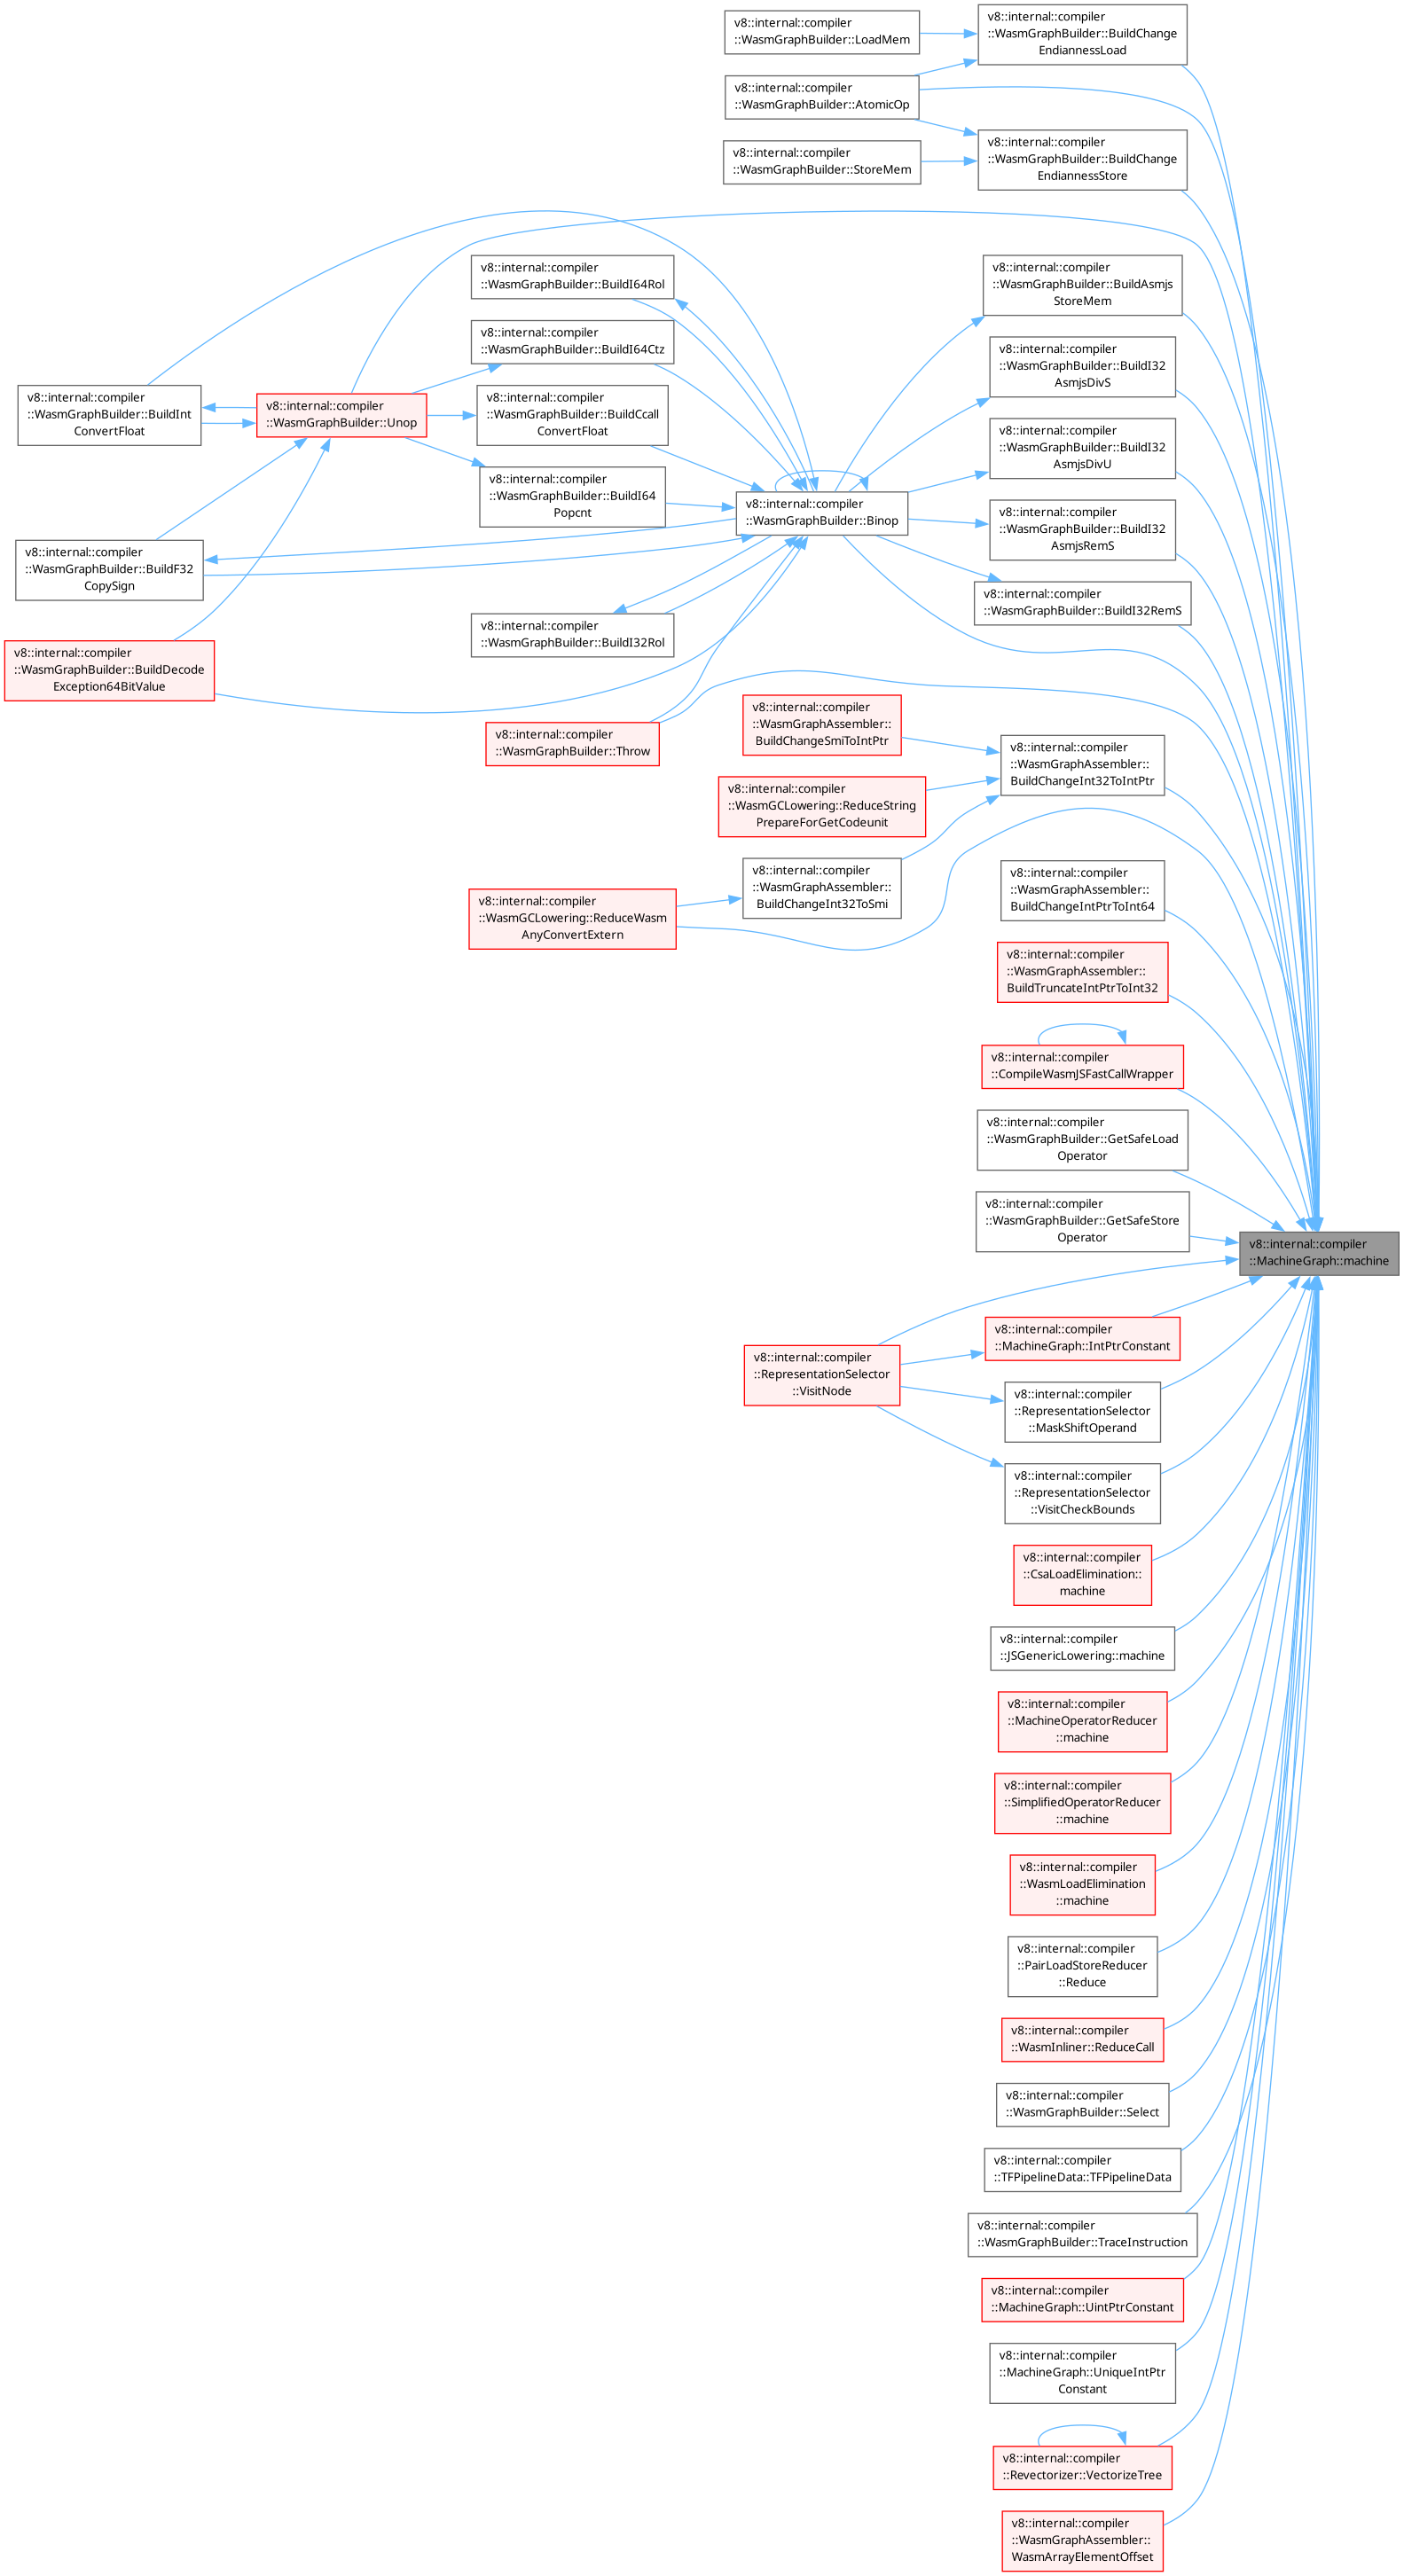 v8::internal::compiler
::WasmGraphBuilder::LoadMem
v8::internal::compiler
::WasmGraphBuilder::BuildChange
EndiannessLoad
v8::internal::compiler
::WasmGraphBuilder::AtomicOp
v8::internal::compiler
::WasmGraphBuilder::BuildChange
EndiannessStore
v8::internal::compiler
::WasmGraphBuilder::StoreMem
v8::internal::compiler
::WasmGraphBuilder::BuildI64Rol
v8::internal::compiler
::WasmGraphBuilder::BuildAsmjs
StoreMem
v8::internal::compiler
::WasmGraphBuilder::BuildI64Ctz
v8::internal::compiler
::WasmGraphBuilder::BuildI32
AsmjsDivS
v8::internal::compiler
::WasmGraphBuilder::BuildInt
ConvertFloat
v8::internal::compiler
::WasmGraphBuilder::Unop
v8::internal::compiler
::WasmGraphBuilder::BuildCcall
ConvertFloat
v8::internal::compiler
::WasmGraphBuilder::BuildI32
AsmjsDivU
v8::internal::compiler
::WasmGraphBuilder::BuildI64
Popcnt
v8::internal::compiler
::WasmGraphBuilder::Binop
v8::internal::compiler
::WasmGraphBuilder::BuildI32
AsmjsRemS
v8::internal::compiler
::WasmGraphBuilder::BuildF32
CopySign
v8::internal::compiler
::WasmGraphBuilder::BuildI32RemS
v8::internal::compiler
::WasmGraphBuilder::BuildI32Rol
v8::internal::compiler
::WasmGraphBuilder::BuildDecode
Exception64BitValue
v8::internal::compiler
::WasmGraphBuilder::Throw
v8::internal::compiler
::WasmGraphAssembler::
BuildChangeSmiToIntPtr
v8::internal::compiler
::WasmGraphAssembler::
BuildChangeInt32ToIntPtr
v8::internal::compiler
::WasmGCLowering::ReduceString
PrepareForGetCodeunit
v8::internal::compiler
::WasmGraphAssembler::
BuildChangeInt32ToSmi
v8::internal::compiler
::WasmGCLowering::ReduceWasm
AnyConvertExtern
v8::internal::compiler
::WasmGraphAssembler::
BuildChangeIntPtrToInt64
v8::internal::compiler
::WasmGraphAssembler::
BuildTruncateIntPtrToInt32
v8::internal::compiler
::CompileWasmJSFastCallWrapper
v8::internal::compiler
::WasmGraphBuilder::GetSafeLoad
Operator
v8::internal::compiler
::WasmGraphBuilder::GetSafeStore
Operator
v8::internal::compiler
::MachineGraph::machine
v8::internal::compiler
::MachineGraph::IntPtrConstant
v8::internal::compiler
::RepresentationSelector
::VisitNode
v8::internal::compiler
::RepresentationSelector
::MaskShiftOperand
v8::internal::compiler
::RepresentationSelector
::VisitCheckBounds
v8::internal::compiler
::CsaLoadElimination::
machine
v8::internal::compiler
::JSGenericLowering::machine
v8::internal::compiler
::MachineOperatorReducer
::machine
v8::internal::compiler
::SimplifiedOperatorReducer
::machine
v8::internal::compiler
::WasmLoadElimination
::machine
v8::internal::compiler
::PairLoadStoreReducer
::Reduce
v8::internal::compiler
::WasmInliner::ReduceCall
v8::internal::compiler
::WasmGraphBuilder::Select
v8::internal::compiler
::TFPipelineData::TFPipelineData
v8::internal::compiler
::WasmGraphBuilder::TraceInstruction
v8::internal::compiler
::MachineGraph::UintPtrConstant
v8::internal::compiler
::MachineGraph::UniqueIntPtr
Constant
v8::internal::compiler
::Revectorizer::VectorizeTree
v8::internal::compiler
::WasmGraphAssembler::
WasmArrayElementOffset